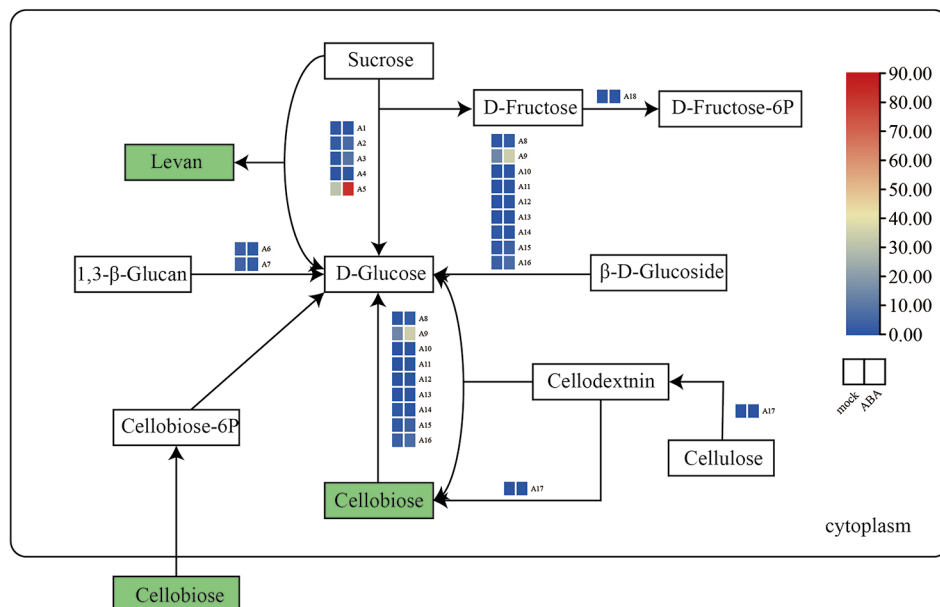 Sucrose
D-Fructose
A18
D-Fructose-6P
A1
A2
A3
A4
A5
A8
A9
A10
A11
A12
A13
A14
A15
A16
Levan
1,3-β-Glucan
A6
A7
D-Glucose
β-D-Glucoside
A8
A9
A10
A11
A12
A13
A14
A15
A16
Cellodextnin
A17
Cellobiose-6P
Cellulose
Cellobiose
A17
cytoplasm
Cellobiose
90.00
80.00
70.00
60.00
50.00
40.00
30.00
20.00
10.00
0.00
mock
ABA